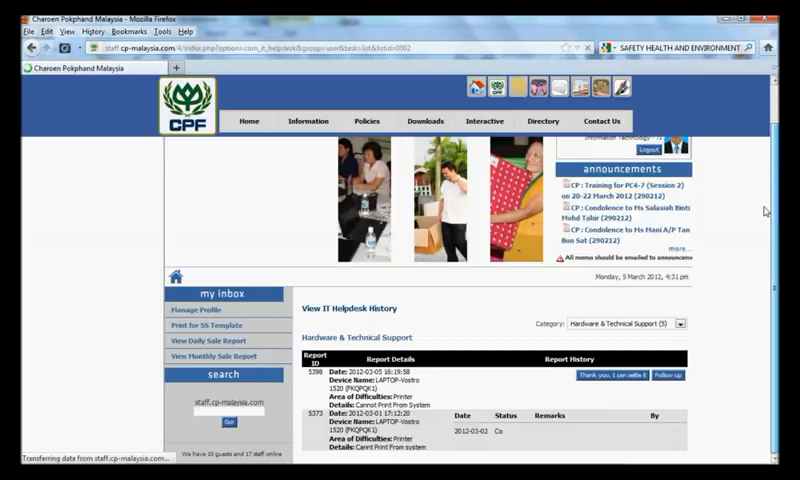 Charoen Pokphand Malaysia - Mozilla Firefox
File Edit View History Bookmarks Tools Help
staff.cp-malaysia.com/4/index.php?option=com_it_helpdesk&group=user&task=list&listid=0002
SAFETY HEALTH AND ENVIRONMENT
Charoen Pokphand Malaysia
CPF
Home Information Policies Downloads Interactive Directory Contact Us
Logout
announcements
CP : Training for PC4-7 (Session 2)
on 20-22 March 2012 (290212)
CP : Condolence to Ms Salasiah Binti
Mohd Tahir (290212)
CP : Condolence to Ms Mani A/P Tan
Bon Sat (290212)
more...
All memo should be emailed to announceme
Monday, 5 March 2012, 4:31 pm
my inbox
Manage Profile
Print for 5S Template
View Daily Sale Report
View Monthly Sale Report
search
staff.cp-malaysia.com
Go!
We have 10 guests and 17 staff online
View IT Helpdesk History
Category: Hardware & Technical Support (5)
Hardware & Technical Support
Report ID Report Details Report History
5398 Date: 2012-03-05 16:19:58
Device Name: LAPTOP-Vostro
1520 (FKQPQK1)
Area of Difficulties: Printer
Details: Cannot Print From System
Thank you. I can settle it Follow up
5373 Date: 2012-03-01 17:12:20
Device Name: LAPTOP-Vostro
1520 (FKQPQK1)
Area of Difficulties: Printer
Details: Cannt Print From system
Date Status Remarks By
2012-03-02 Co
Transferring data from staff.cp-malaysia.com...